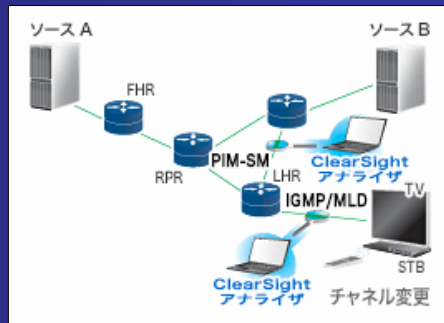 ソース A
ソース B
FHR
PIM-SM
RPR
ClearSight
アナライザ
LHR
IGMP/MLD
TV
STB
ClearSight
アナライザ
チャネル変更